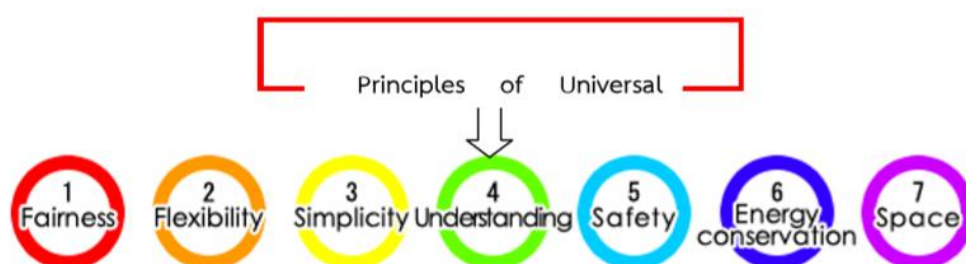 Principles of Universal
1
Fairness
2
Flexibility
3
Simplicity
4
Understanding
5
Safety
6
Energy
conservation
7
Space